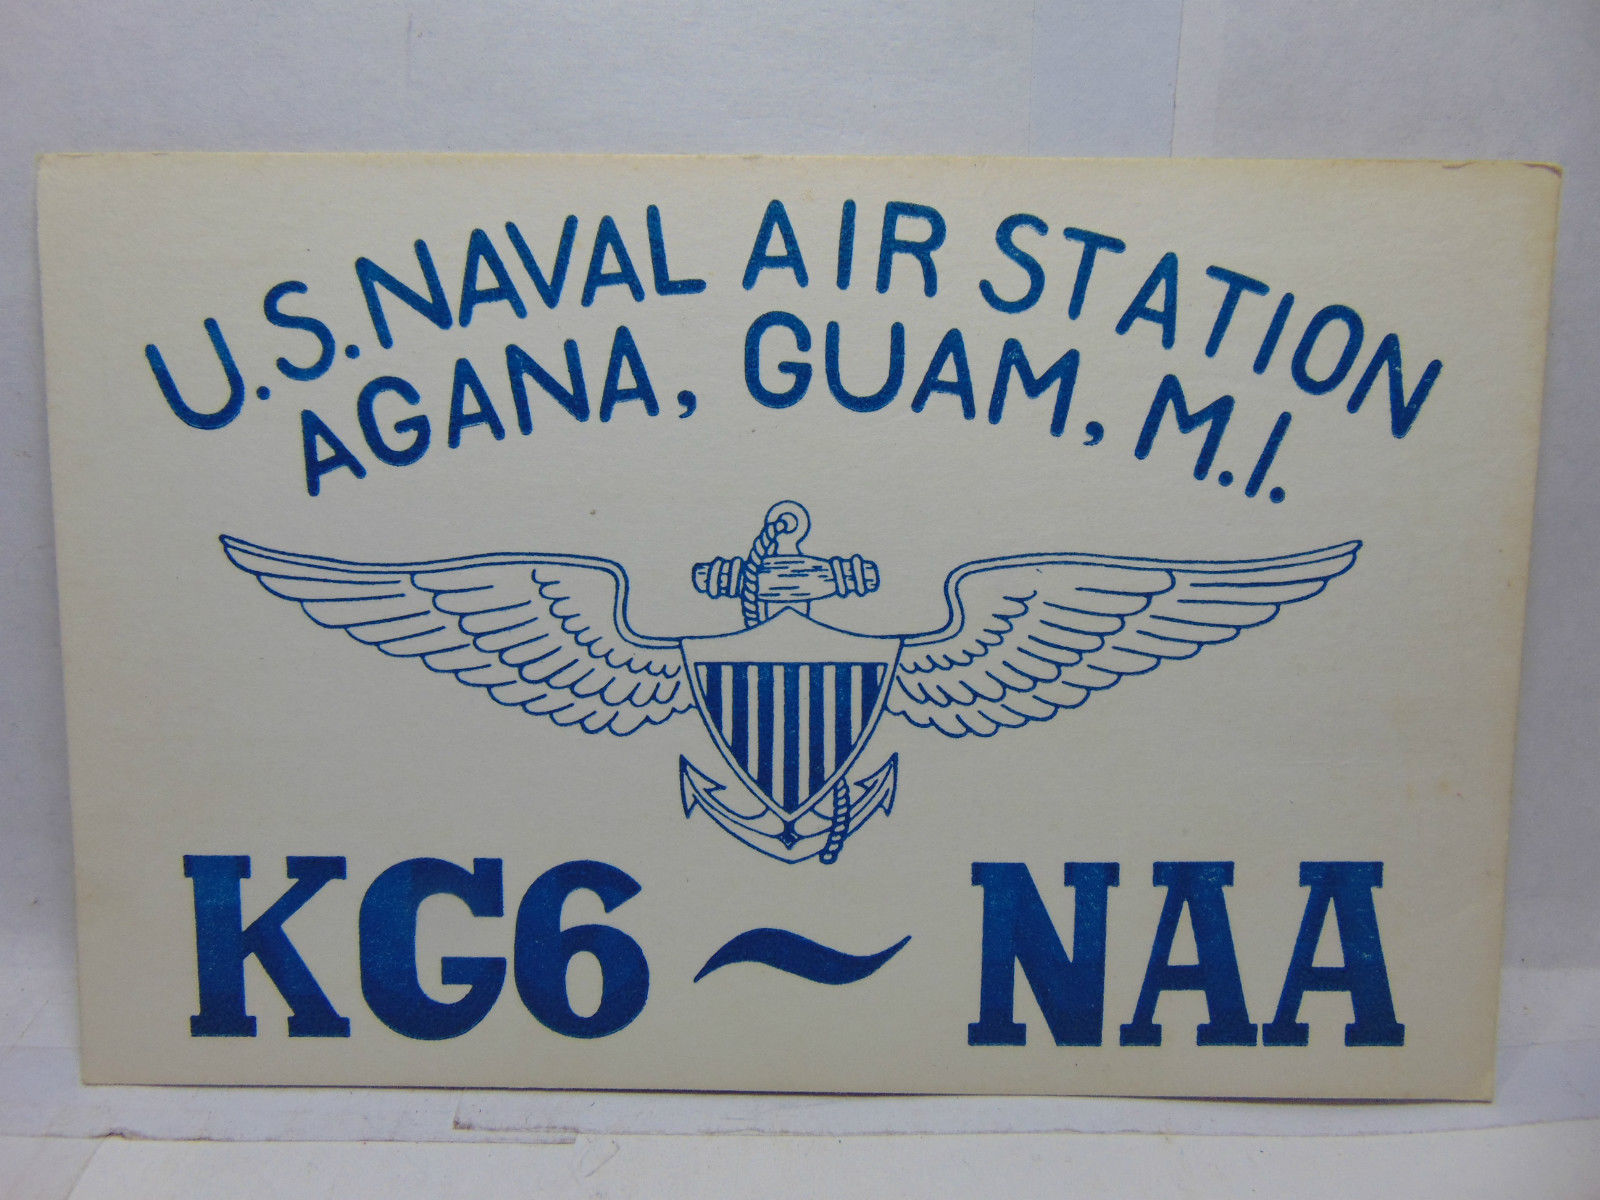 U.S. NAVAL AIR STATION
AGANA, GUAM, M.I.
KG6 ~ NAA